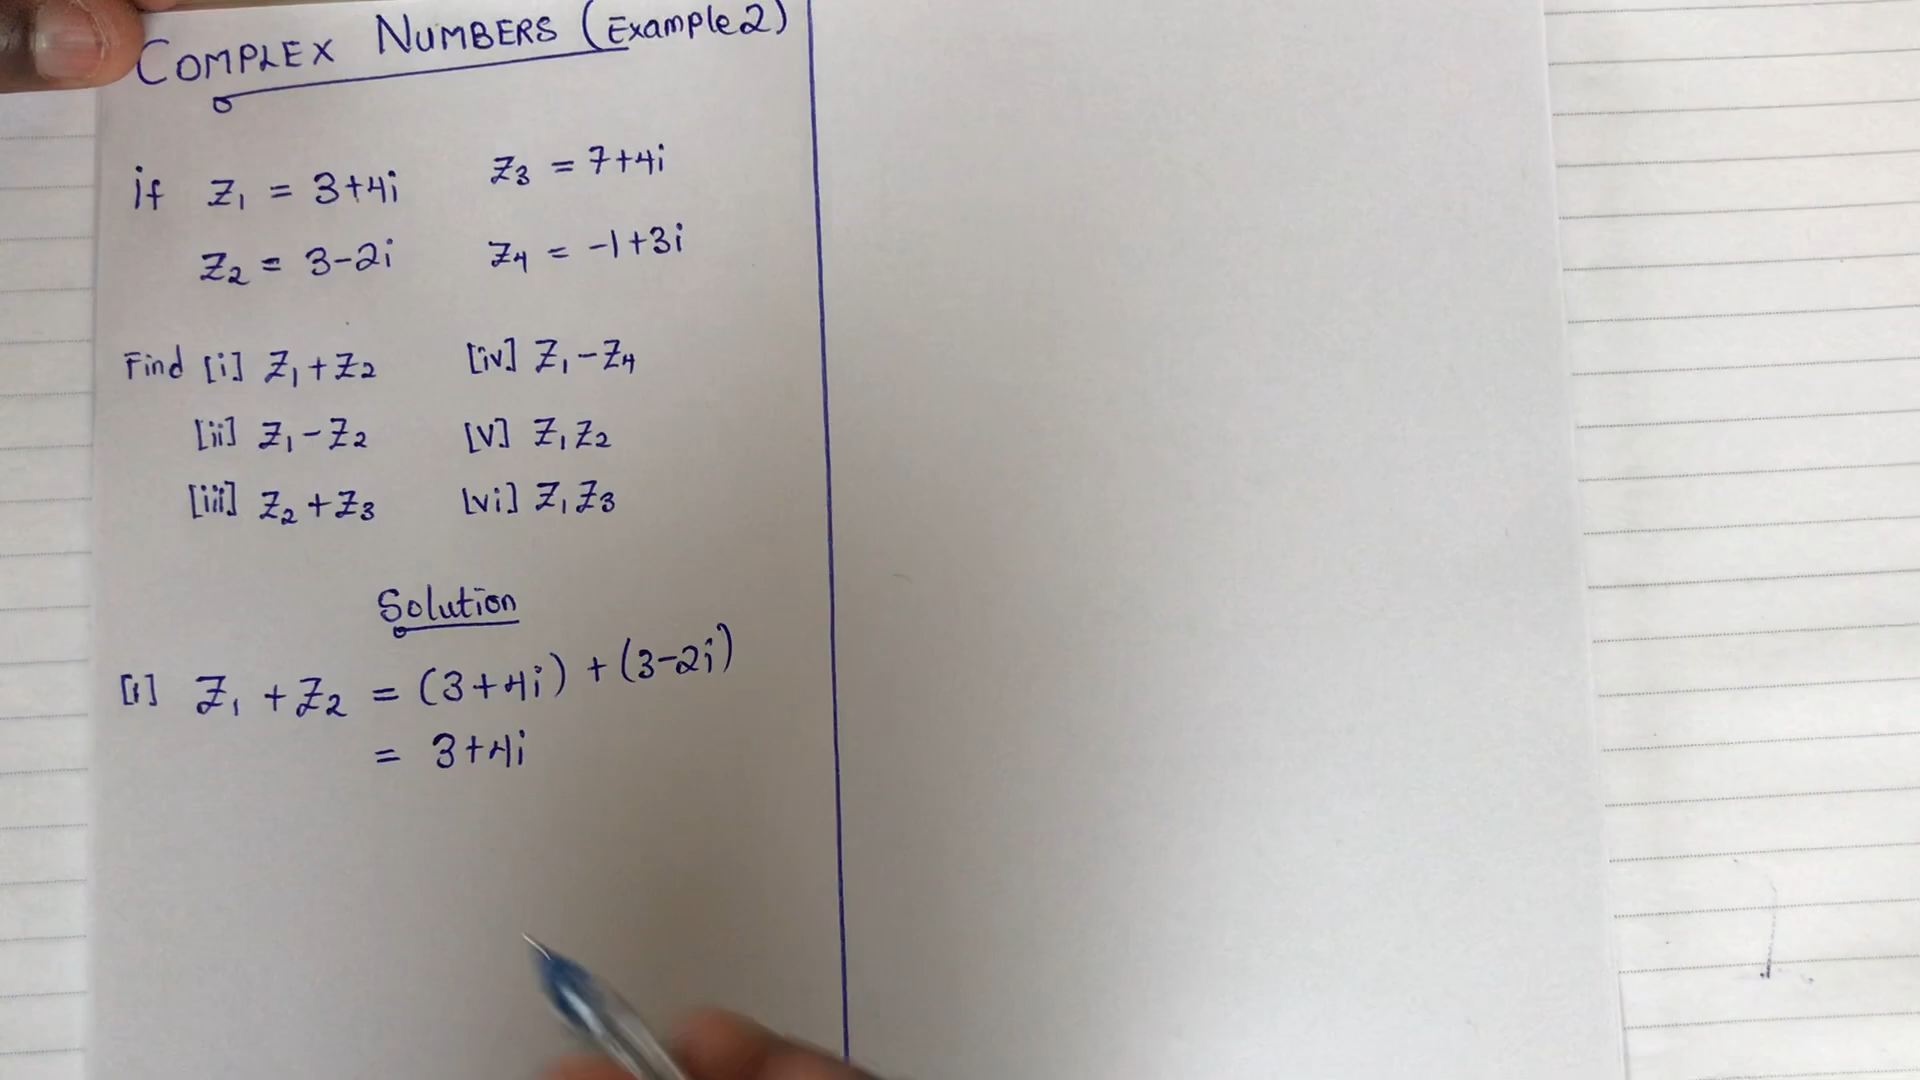 COMPLEX NUMBERS (Example 2)
if z₁ = 3+4i z₃ = 7+4i
z₂ = 3-2i z₄ = -1+3i
Find [i] z₁+z₂ [iv] z₁-z₄
[ii] z₁-z₂ [v] z₁z₂
[iii] z₂+z₃ [vi] z₁z₃
Solution
[i] z₁+z₂ = (3+4i) + (3-2i)
= 3+4i